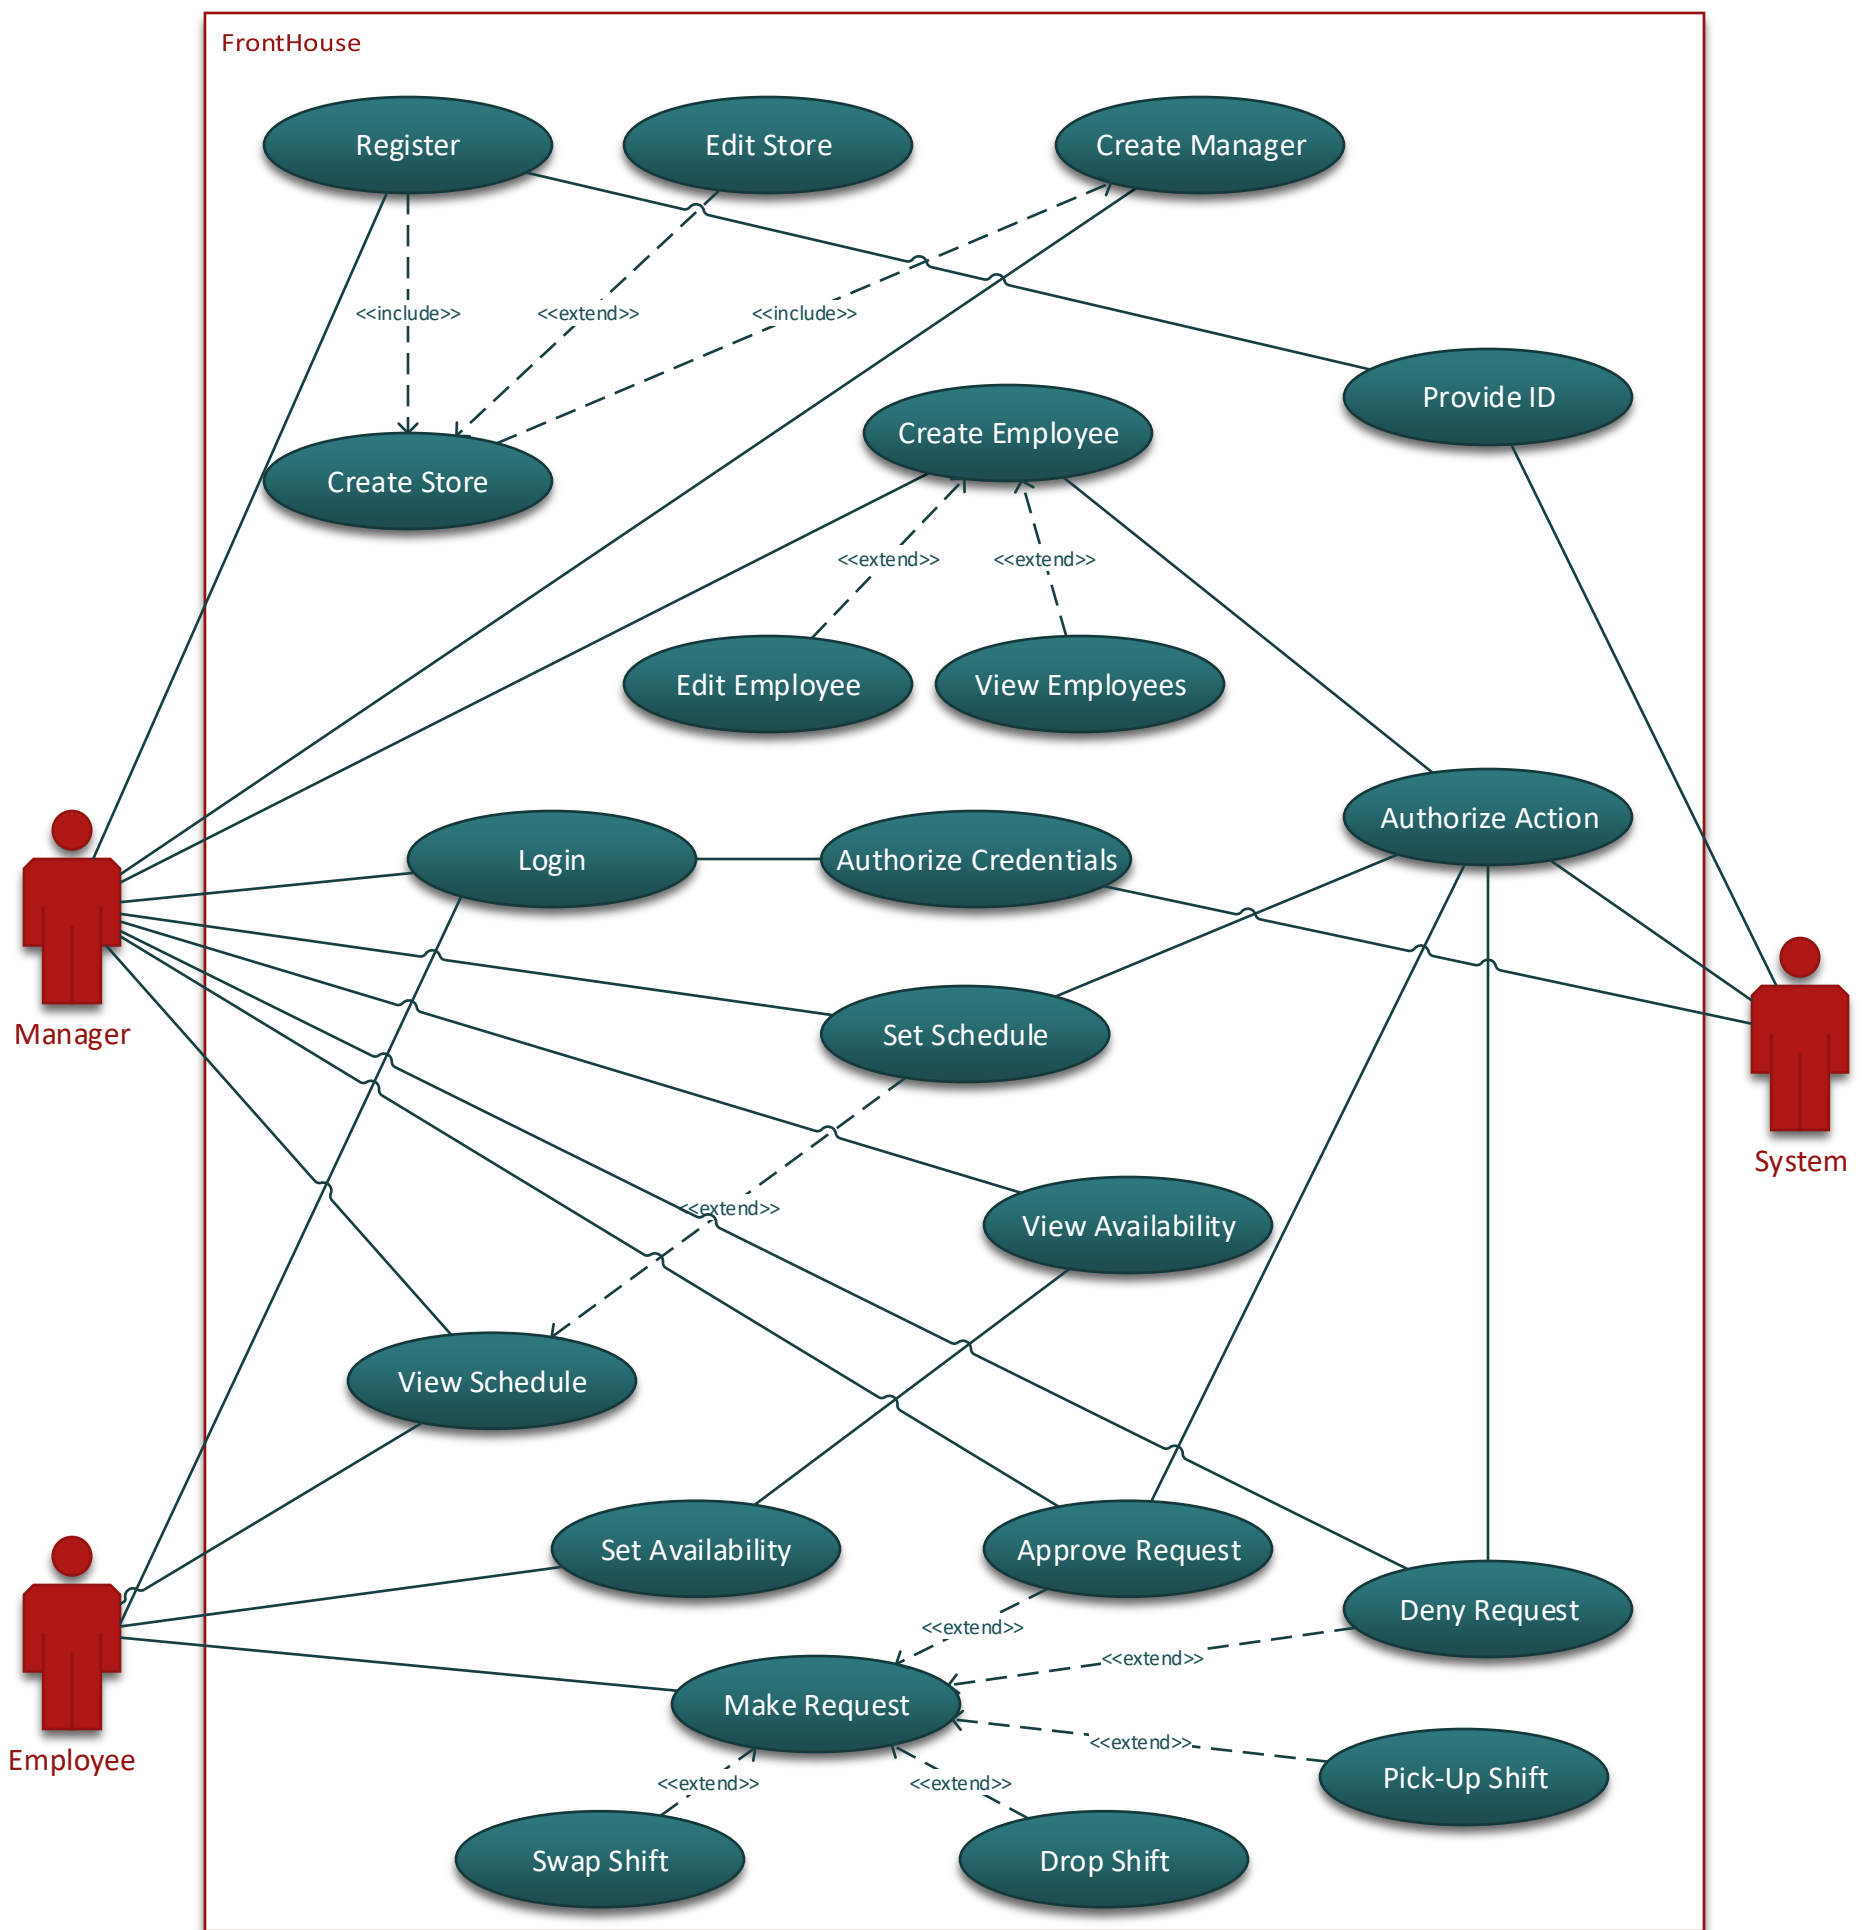 FrontHouse
Register
Edit Store
Create Manager
<<include>>
<<extend>>
<<include>>
Provide ID
Create Employee
Create Store
<<extend>>
<<extend>>
Edit Employee
View Employees
Authorize Action
Login
Authorize Credentials
Manager
Set Schedule
System
<<extend>>
View Availability
View Schedule
Set Availability
Approve Request
Deny Request
<<extend>>
<<extend>>
Make Request
<<extend>>
Employee
Pick-Up Shift
<<extend>>
<<extend>>
Swap Shift
Drop Shift